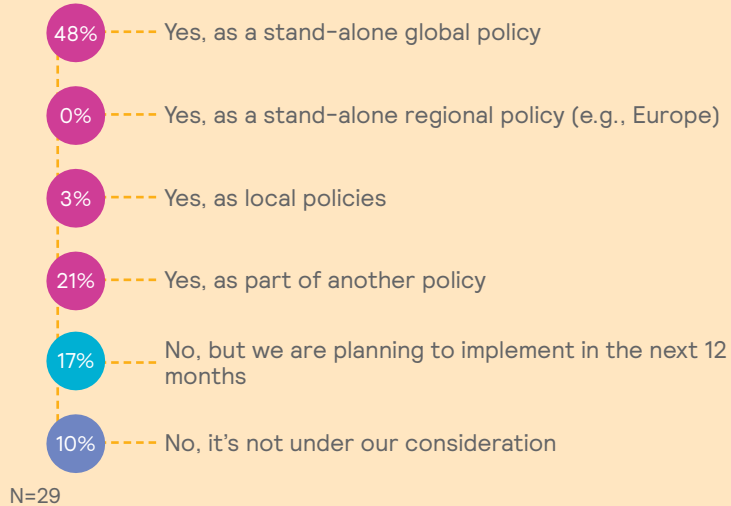 48% Yes, as a stand-alone global policy
0% Yes, as a stand-alone regional policy (e.g., Europe)
3% Yes, as local policies
21% Yes, as part of another policy
17% No, but we are planning to implement in the next 12
months
10% No, it's not under our consideration
N=29